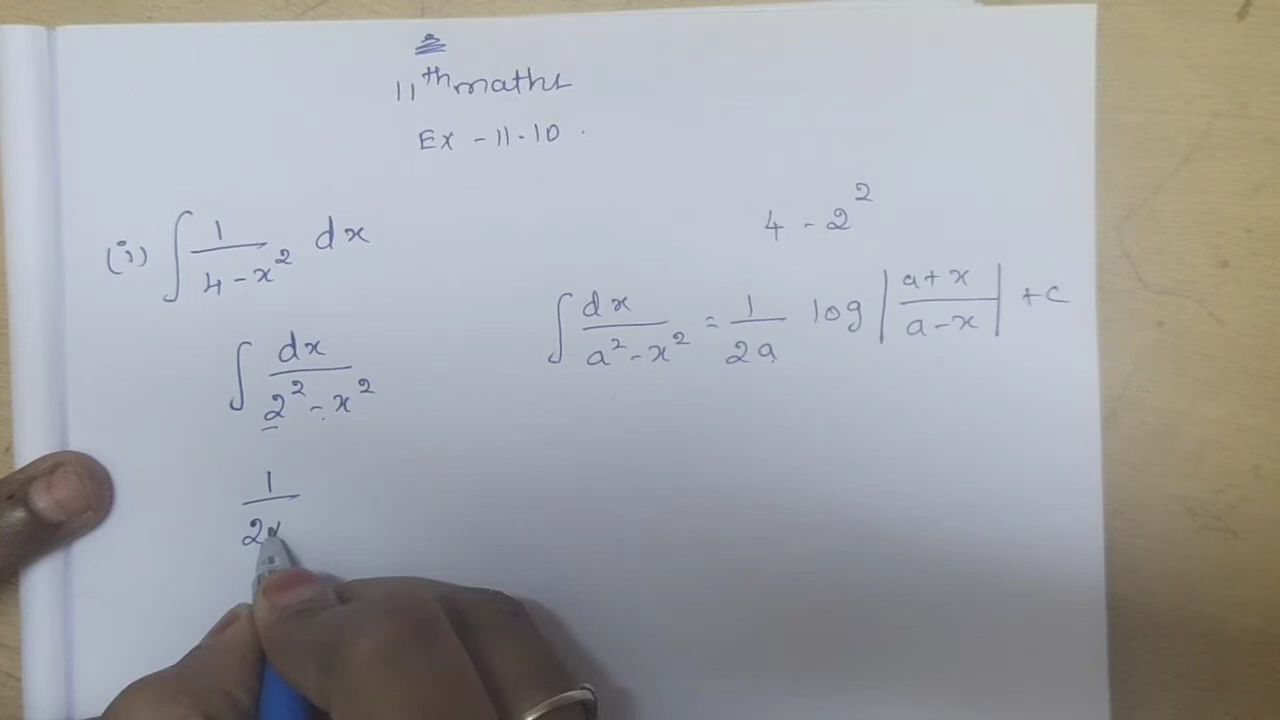 11th maths
Ex - 11.10
(i) ∫ 1/(4-x²) dx
4 - 2²
∫ dx/(a²-x²) = 1/2a log |(a+x)/(a-x)| + c
∫ dx/(2²-x²)
1/2×